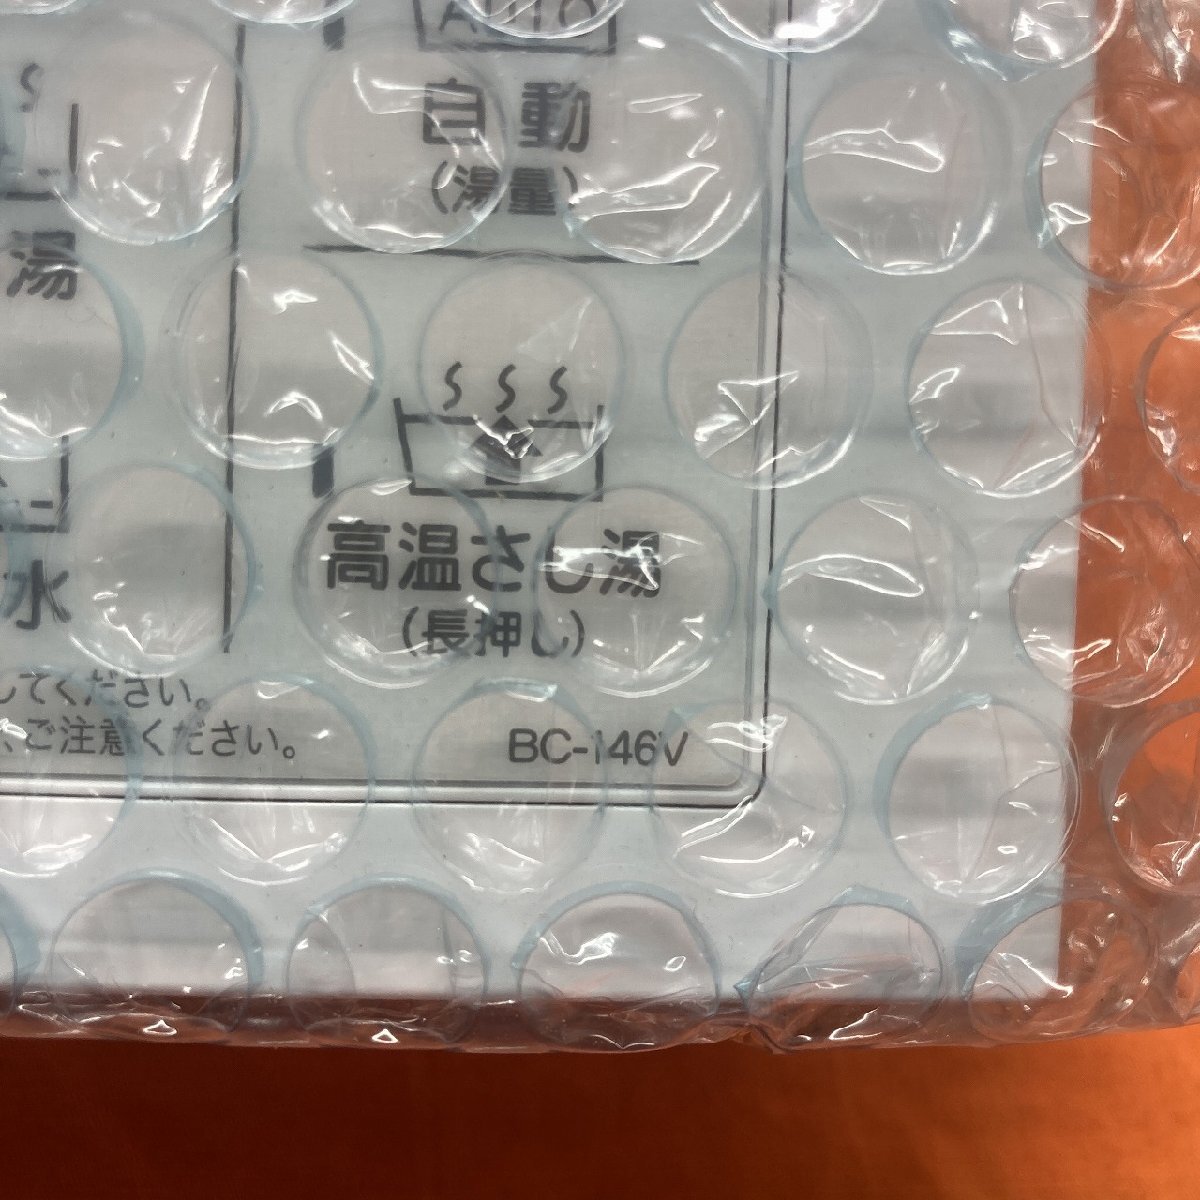 AUTO
自動
(湯量)
湯
高温さし湯
(長押し)
水
してください。
、ご注意ください。
BC-146V